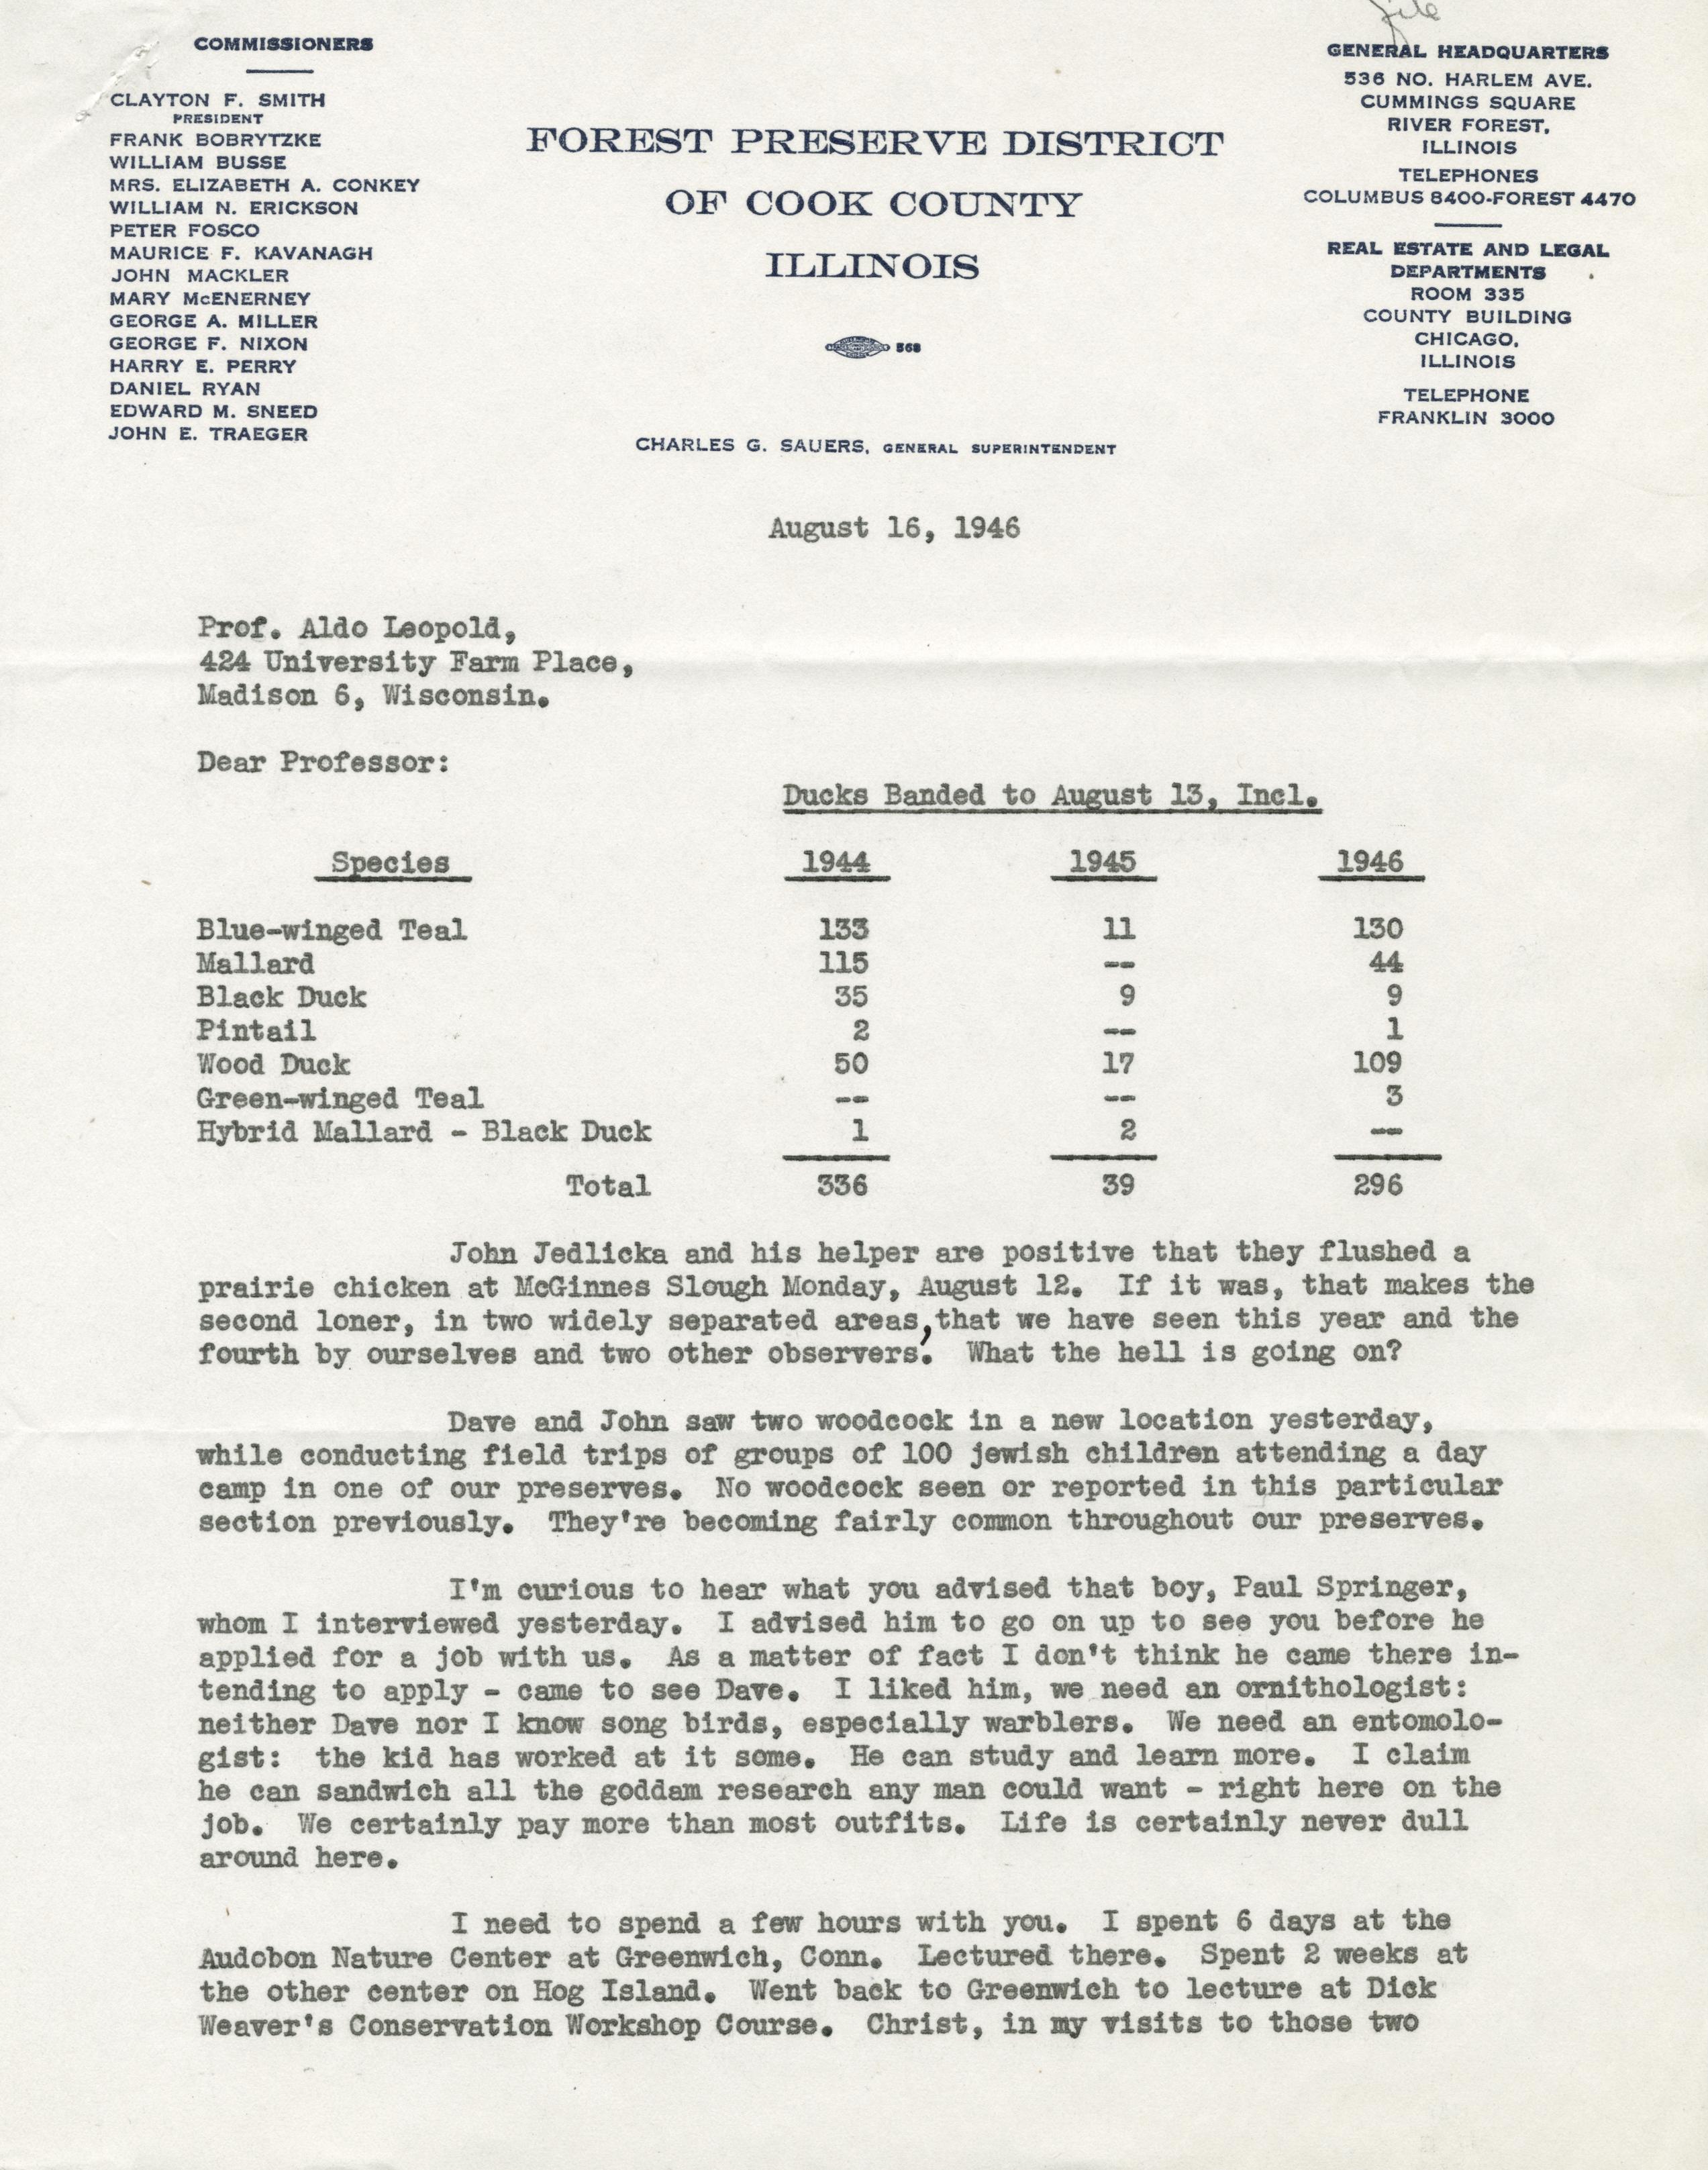 file
COMMISSIONERS
CLAYTON F. SMITH
PRESIDENT
FRANK BOBRYTZKE
WILLIAM BUSSE
MRS. ELIZABETH A. CONKEY
WILLIAM N. ERICKSON
PETER FOSCO
MAURICE F. KAVANAGH
JOHN MACKLER
MARY McENERNEY
GEORGE A. MILLER
GEORGE F. NIXON
HARRY E. PERRY
DANIEL RYAN
EDWARD M. SNEED
JOHN E. TRAEGER
FOREST PRESERVE DISTRICT
OF COOK COUNTY
ILLINOIS
568
CHARLES G. SAUERS, GENERAL SUPERINTENDENT
GENERAL HEADQUARTERS
536 NO. HARLEM AVE.
CUMMINGS SQUARE
RIVER FOREST,
ILLINOIS
TELEPHONES
COLUMBUS 8400-FOREST 4470
REAL ESTATE AND LEGAL
DEPARTMENTS
ROOM 335
COUNTY BUILDING
CHICAGO,
ILLINOIS
TELEPHONE
FRANKLIN 3000
August 16, 1946
Prof. Aldo Leopold,
424 University Farm Place,
Madison 6, Wisconsin.
Dear Professor:
Ducks Banded to August 13, Incl.
Species 1944 1945 1946
Blue-winged Teal 133 11 130
Mallard 115 -- 44
Black Duck 35 9 9
Pintail 2 -- 1
Wood Duck 50 17 109
Green-winged Teal -- -- 3
Hybrid Mallard - Black Duck 1 2 --
Total 336 39 296
John Jedlicka and his helper are positive that they flushed a
prairie chicken at McGinnes Slough Monday, August 12. If it was, that makes the
second loner, in two widely separated areas, that we have seen this year and the
fourth by ourselves and two other observers. What the hell is going on?
Dave and John saw two woodcock in a new location yesterday,
while conducting field trips of groups of 100 jewish children attending a day
camp in one of our preserves. No woodcock seen or reported in this particular
section previously. They're becoming fairly common throughout our preserves.
I'm curious to hear what you advised that boy, Paul Springer,
whom I interviewed yesterday. I advised him to go on up to see you before he
applied for a job with us. As a matter of fact I don't think he came there in-
tending to apply - came to see Dave. I liked him, we need an ornithologist:
neither Dave nor I know song birds, especially warblers. We need an entomolo-
gist: the kid has worked at it some. He can study and learn more. I claim
he can sandwich all the goddam research any man could want - right here on the
job. We certainly pay more than most outfits. Life is certainly never dull
around here.
I need to spend a few hours with you. I spent 6 days at the
Audobon Nature Center at Greenwich, Conn. Lectured there. Spent 2 weeks at
the other center on Hog Island. Went back to Greenwich to lecture at Dick
Weaver's Conservation Workshop Course. Christ, in my visits to those two